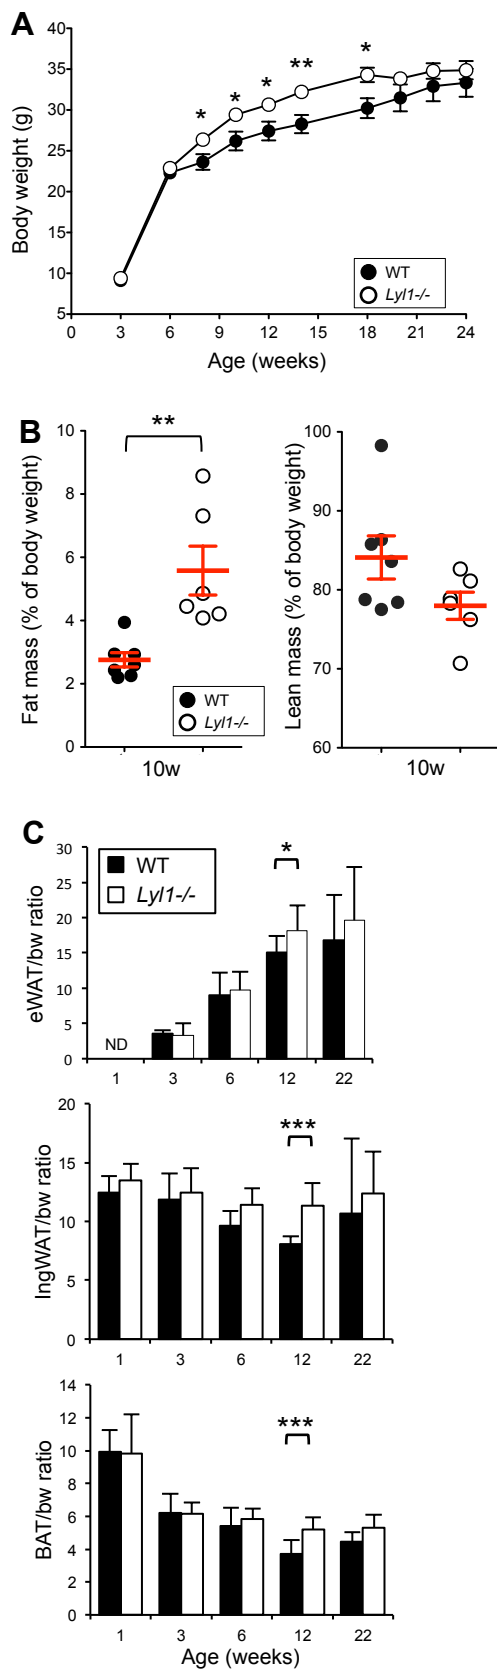 A
Body weight (g)
40
35
30
25
20
15
10
5
* * * ** *
WT
Lyl1-/-
0 3 6 9 12 15 18 21 24
Age (weeks)
B
Fat mass (% of body weight)
10
8
6
4
2
0
**
WT
Lyl1-/-
10w
Lean mass (% of body weight)
100
90
80
70
60
10w
C
eWAT/bw ratio
30
25
20
15
10
5
0
WT
Lyl1-/-
*
ND
1 3 6 12 22
IngWAT/bw ratio
20
15
10
5
0
***
1 3 6 12 22
BAT/bw ratio
14
12
10
8
6
4
2
0
***
1 3 6 12 22
Age (weeks)